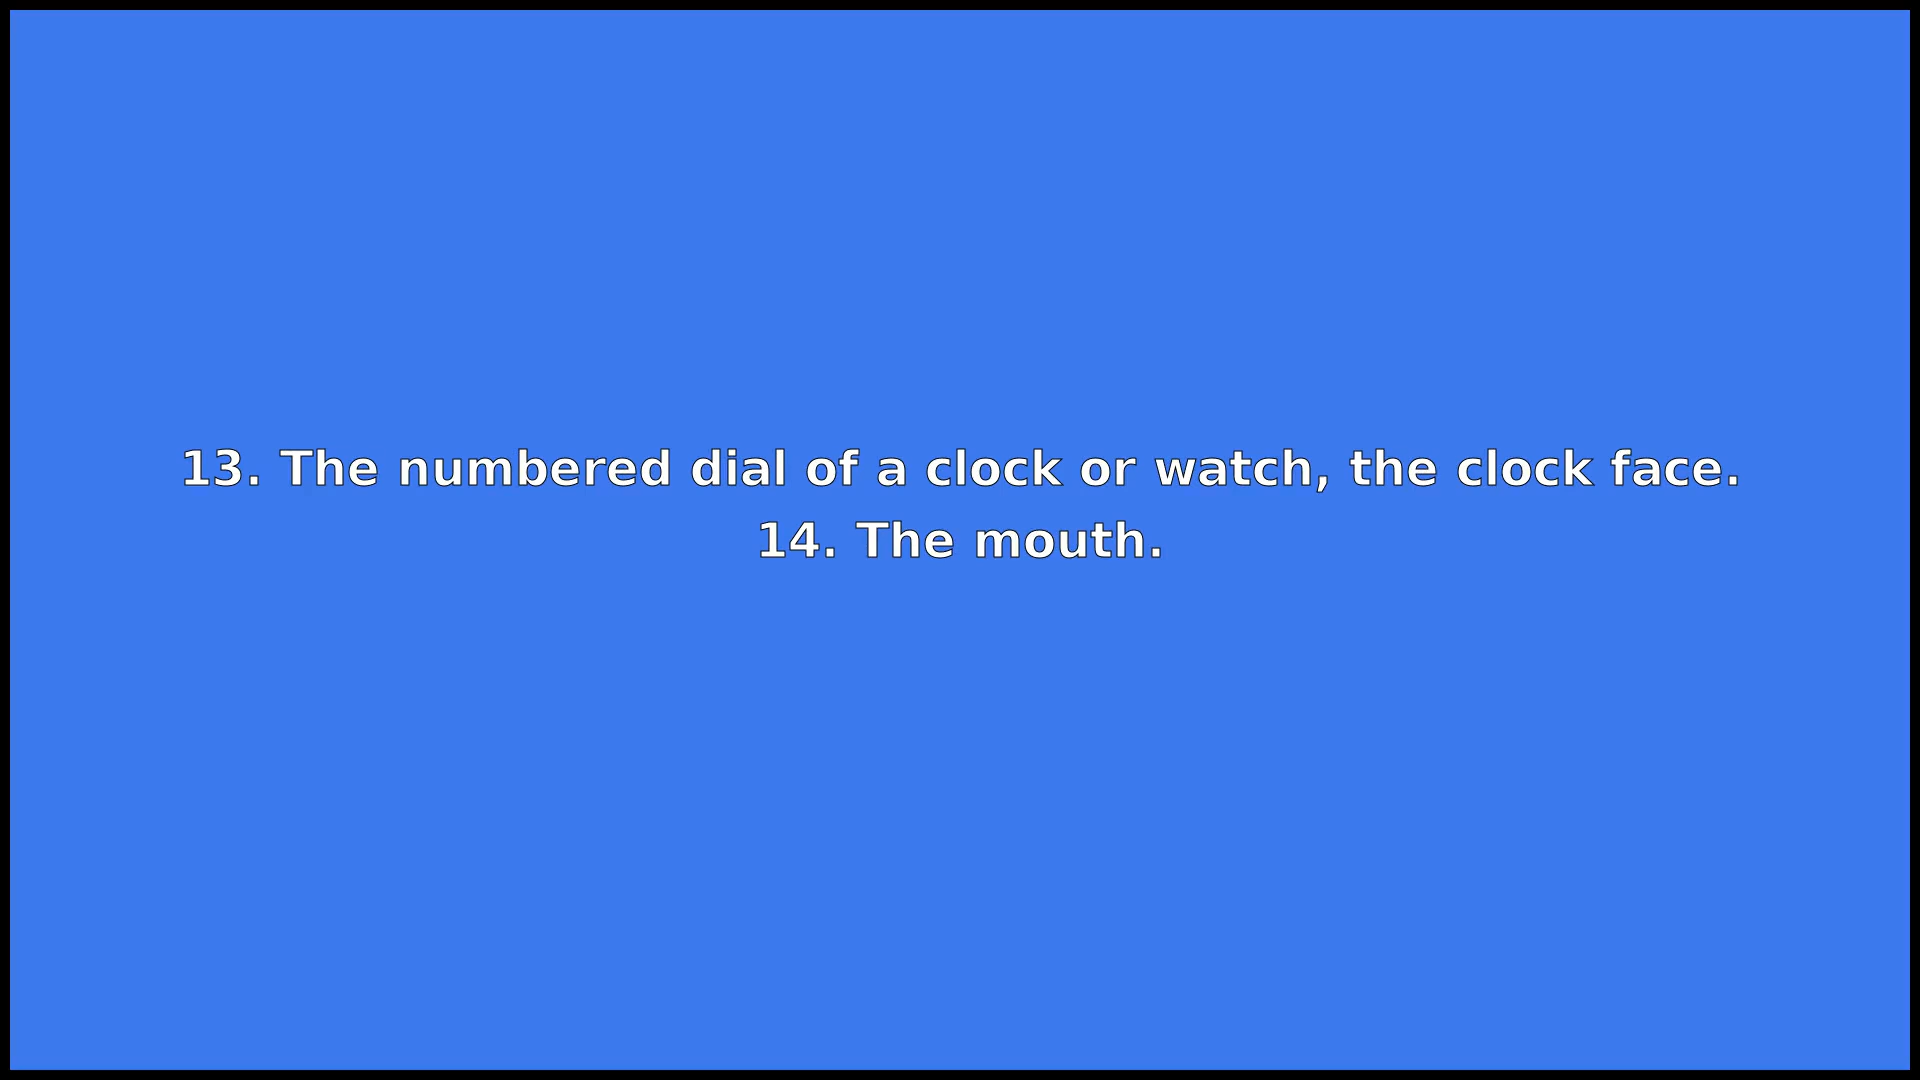 13. The numbered dial of a clock or watch, the clock face.
14. The mouth.